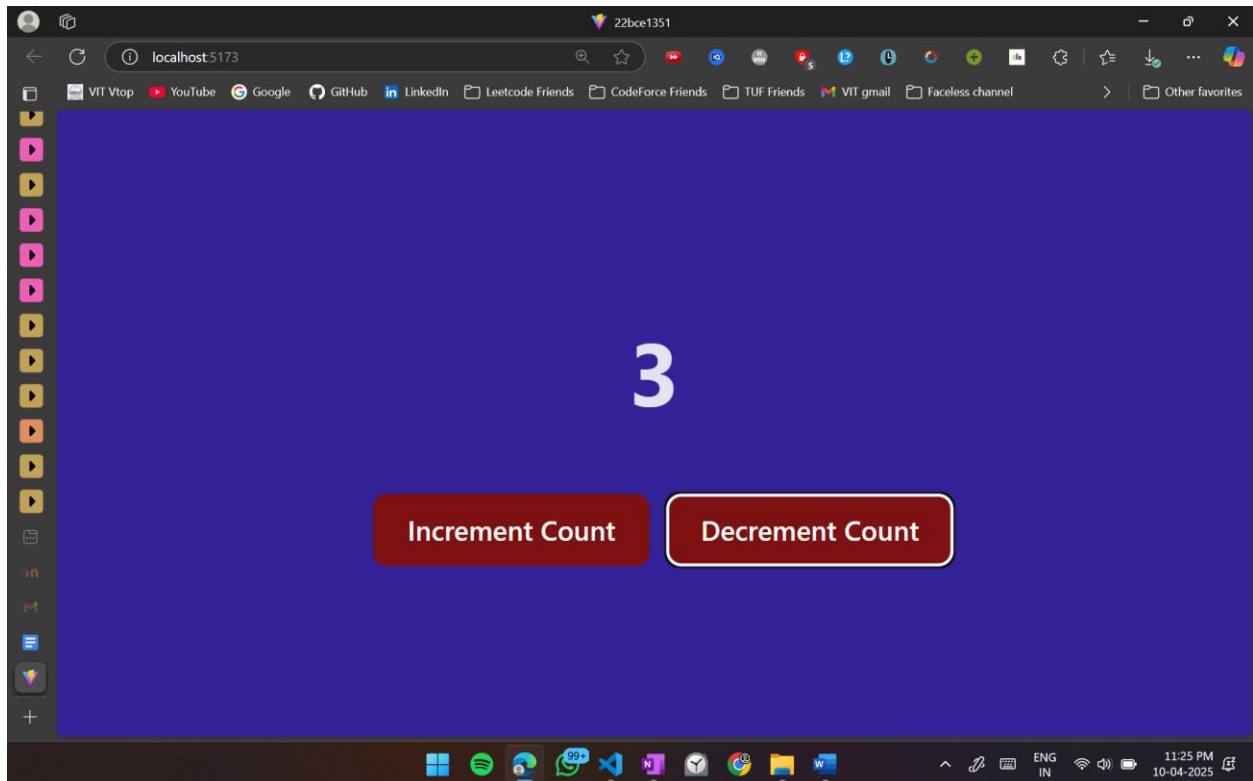 22bce1351
localhost:5173
VIT Vtop YouTube Google GitHub in LinkedIn Leetcode Friends CodeForce Friends TUF Friends VIT gmail Faceless channel Other favorites
3
Increment Count Decrement Count
99+
ENG
IN
11:25 PM
10-04-2025